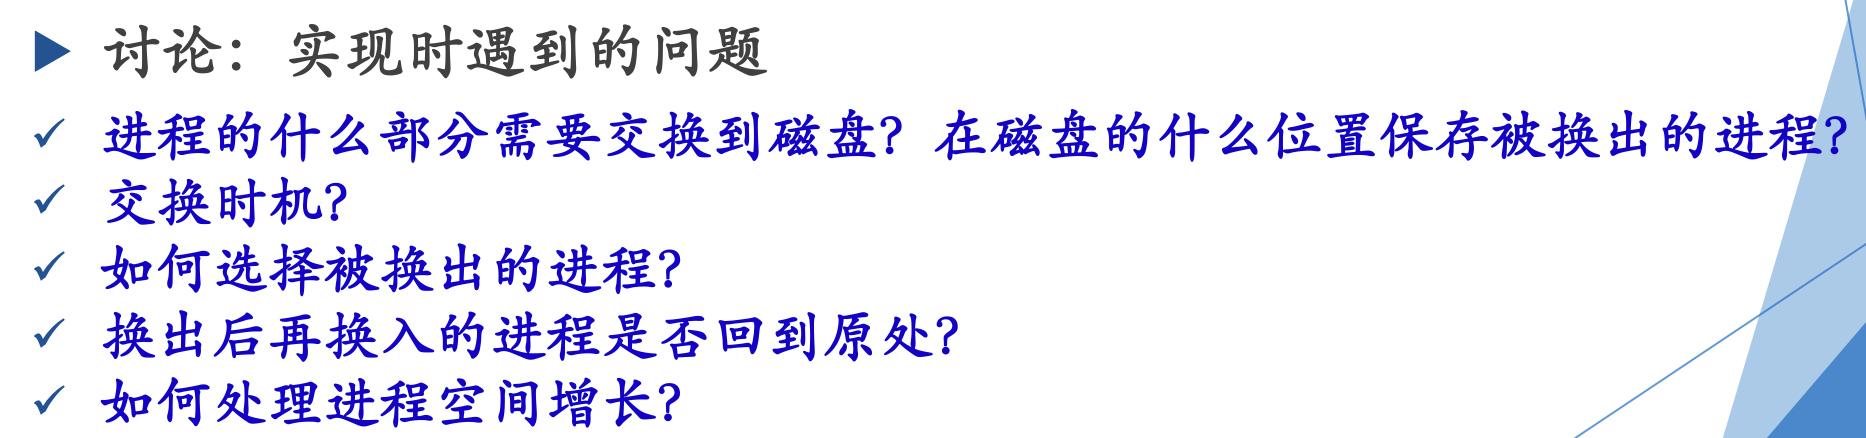 讨论：实现时遇到的问题
进程的什么部分需要交换到磁盘？在磁盘的什么位置保存被换出的进程？
交换时机？
如何选择被换出的进程？
换出后再换入的进程是否回到原处？
如何处理进程空间增长？